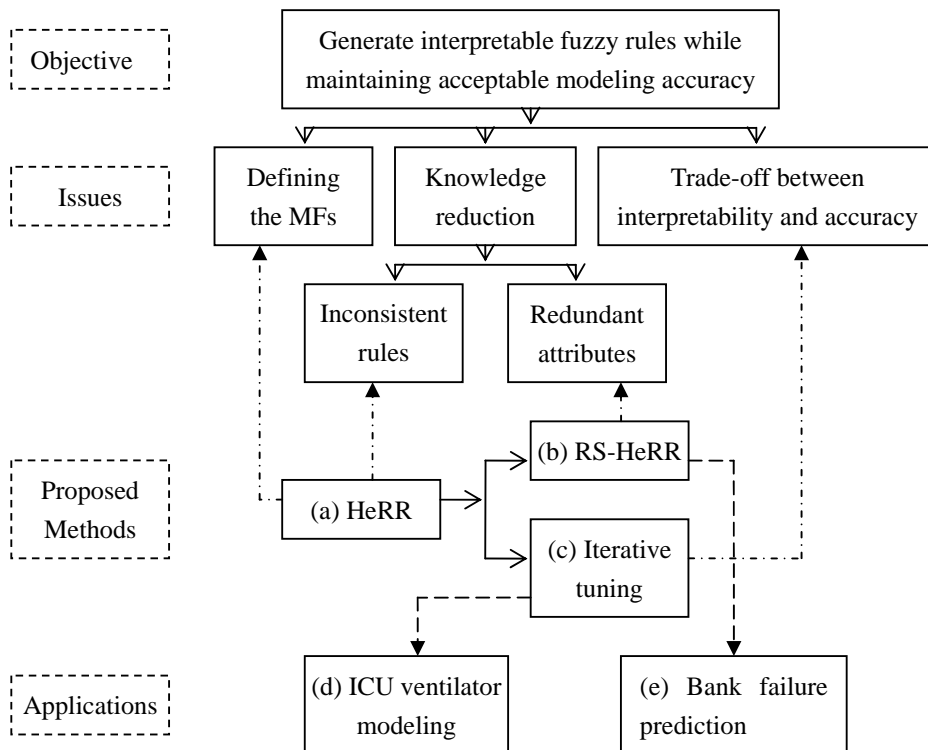 Objective
Generate interpretable fuzzy rules while
maintaining acceptable modeling accuracy
Issues
Defining
the MFs
Knowledge
reduction
Trade-off between
interpretability and accuracy
Inconsistent
rules
Redundant
attributes
Proposed
Methods
(a) HeRR
(b) RS-HeRR
(c) Iterative
tuning
Applications
(d) ICU ventilator
modeling
(e) Bank failure
prediction